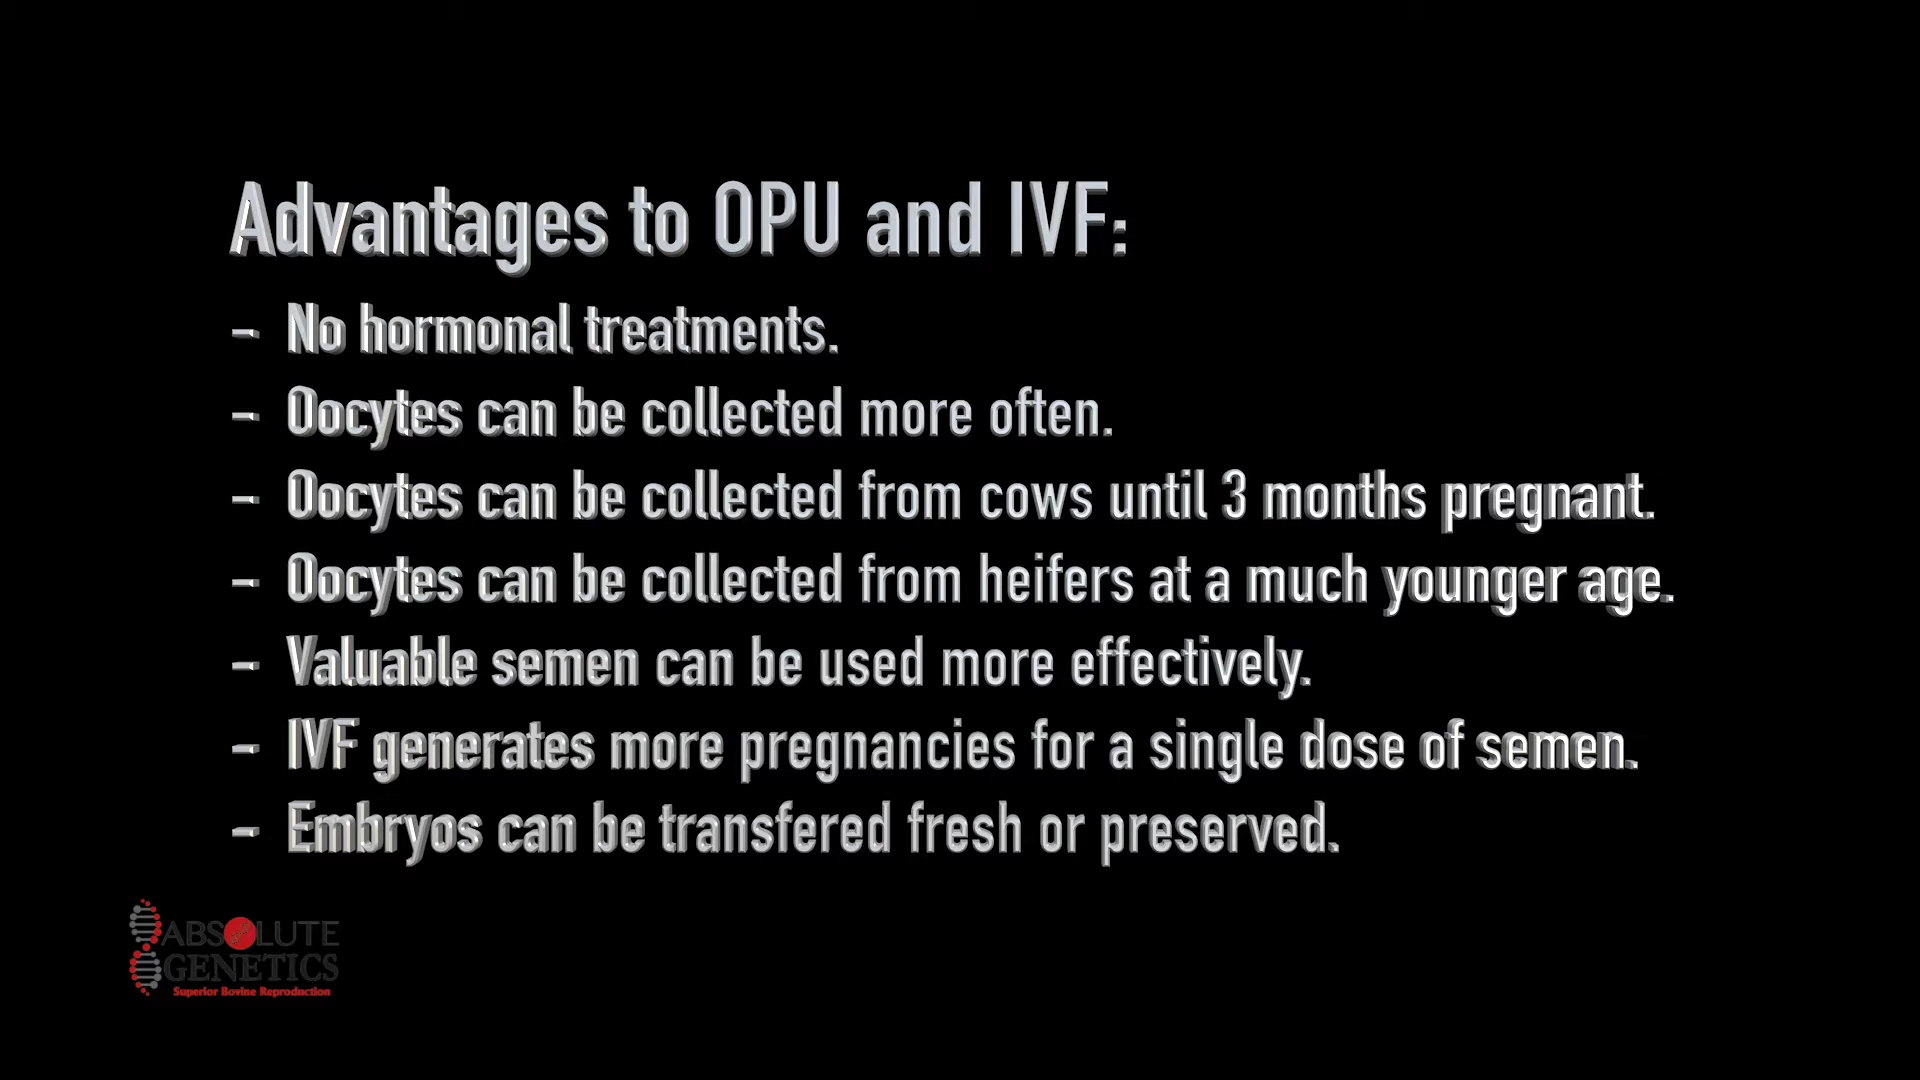 Advantages to OPU and IVF:
- No hormonal treatments.
- Oocytes can be collected more often.
- Oocytes can be collected from cows until 3 months pregnant.
- Oocytes can be collected from heifers at a much younger age.
- Valuable semen can be used more effectively.
- IVF generates more pregnancies for a single dose of semen.
- Embryos can be transfered fresh or preserved.
ABSOLUTE
GENETICS
Superior Bovine Reproduction